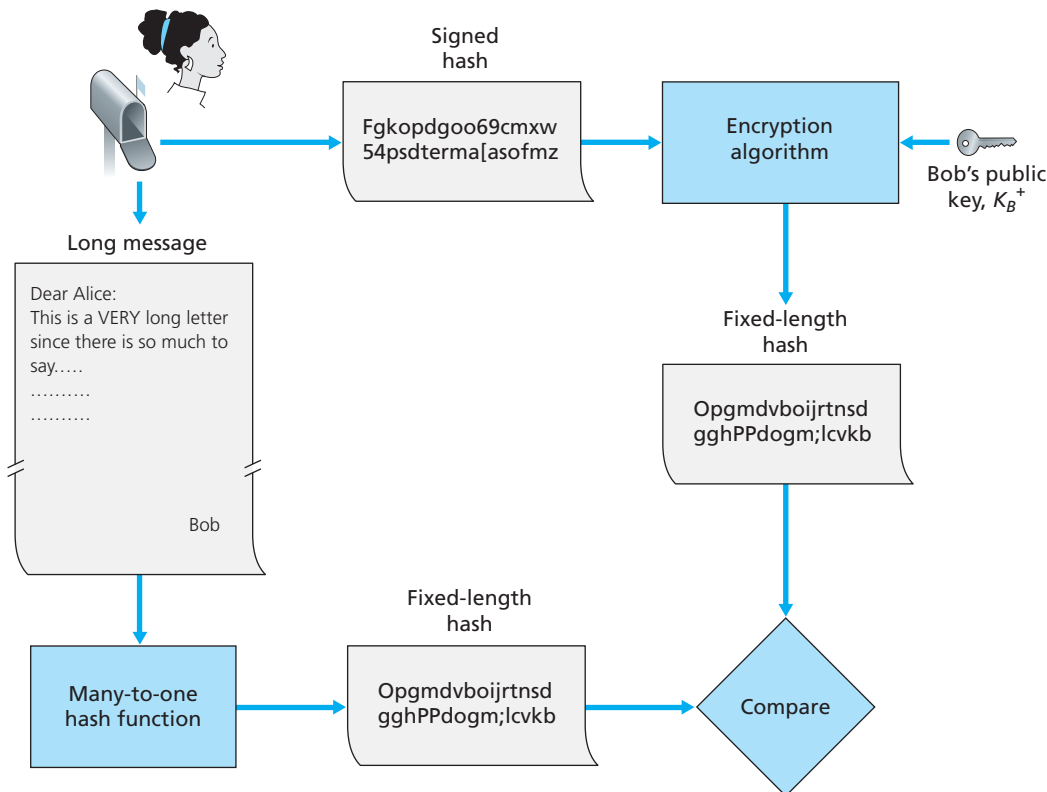 Signed
hash
Fgkopdgoo69cmxw
54psdterma[asofmz
Encryption
algorithm
Bob's public
key, K_B^+
Long message
Dear Alice:
This is a VERY long letter
since there is so much to
say.....
..........
..........
Bob
Fixed-length
hash
Opgmdvboijrtnsd
gghPPdogm;lcvkb
Many-to-one
hash function
Fixed-length
hash
Opgmdvboijrtnsd
gghPPdogm;lcvkb
Compare